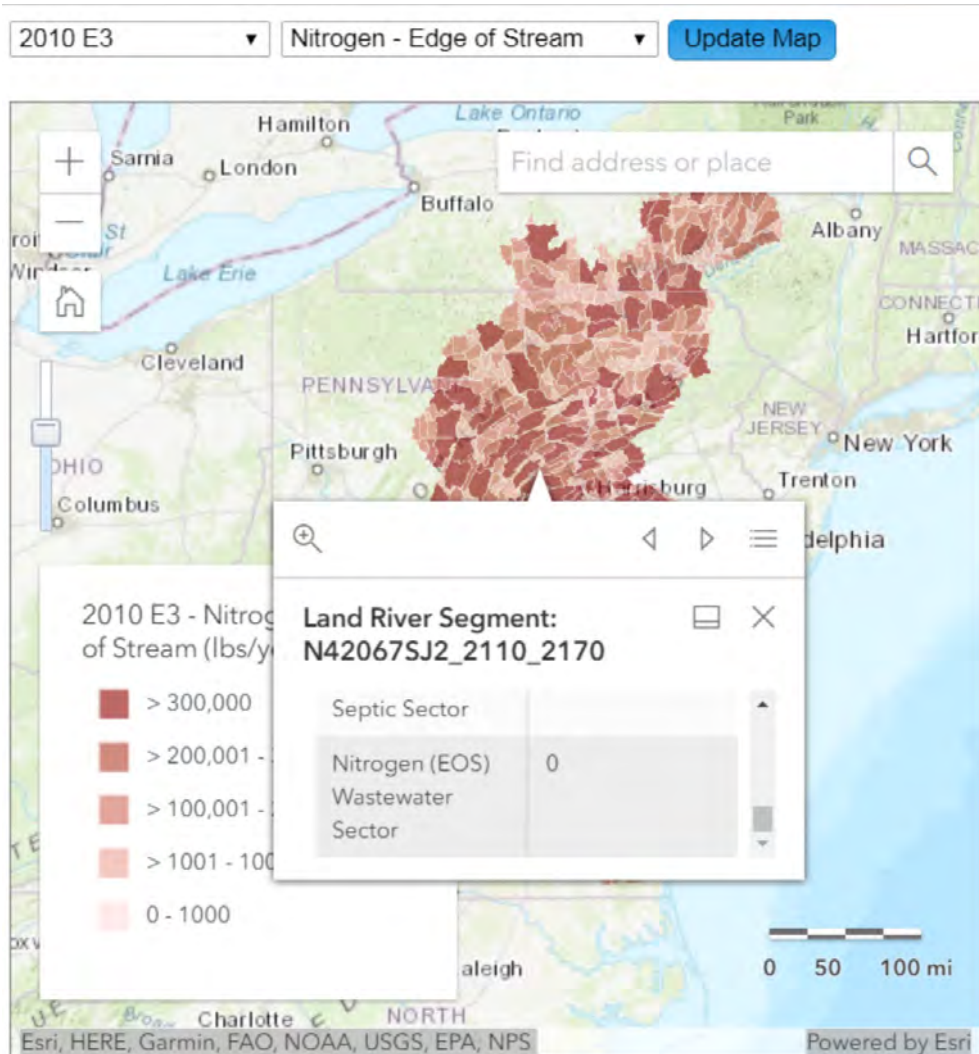 2010 E3
Nitrogen - Edge of Stream
Update Map
Lake Ontario
Park
Hamilton
Sarnia
London
Find address or place
Buffalo
Albany
St
MASSAC
Lake Erie
CONNECT
Hartfor
Cleveland
PENNSYLVA
NEW
JERSEY
New York
Pittsburgh
OHIO
Harrisburg
Trenton
Columbus
delphia
2010 E3 - Nitrog
of Stream (lbs/y
> 300,000
> 200,001 -
> 100,001 -
> 1001 - 100
0 - 1000
Land River Segment:
N42067SJ2_2110_2170
Septic Sector
Nitrogen (EOS) 0
Wastewater
Sector
aleigh
0 50 100 mi
Charlotte
NORTH
Esri, HERE, Garmin, FAO, NOAA, USGS, EPA, NPS
Powered by Esri